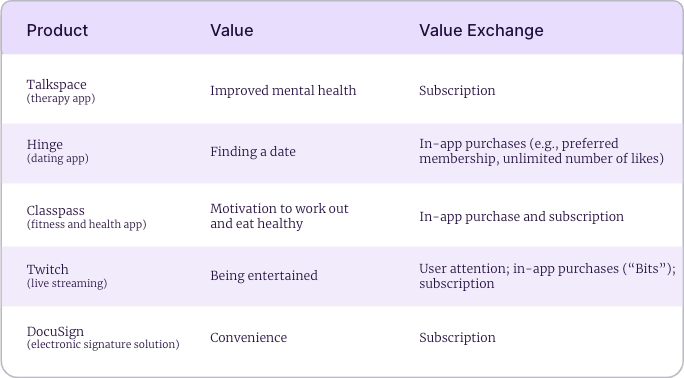 Product Value Value Exchange
Talkspace
(therapy app)
Improved mental health
Subscription
Hinge
(dating app)
Finding a date
In-app purchases (e.g., preferred
membership, unlimited number of likes)
Classpass
(fitness and health app)
Motivation to work out
and eat healthy
In-app purchase and subscription
Twitch
(live streaming)
Being entertained
User attention; in-app purchases (“Bits”);
subscription
DocuSign
(electronic signature solution)
Convenience
Subscription